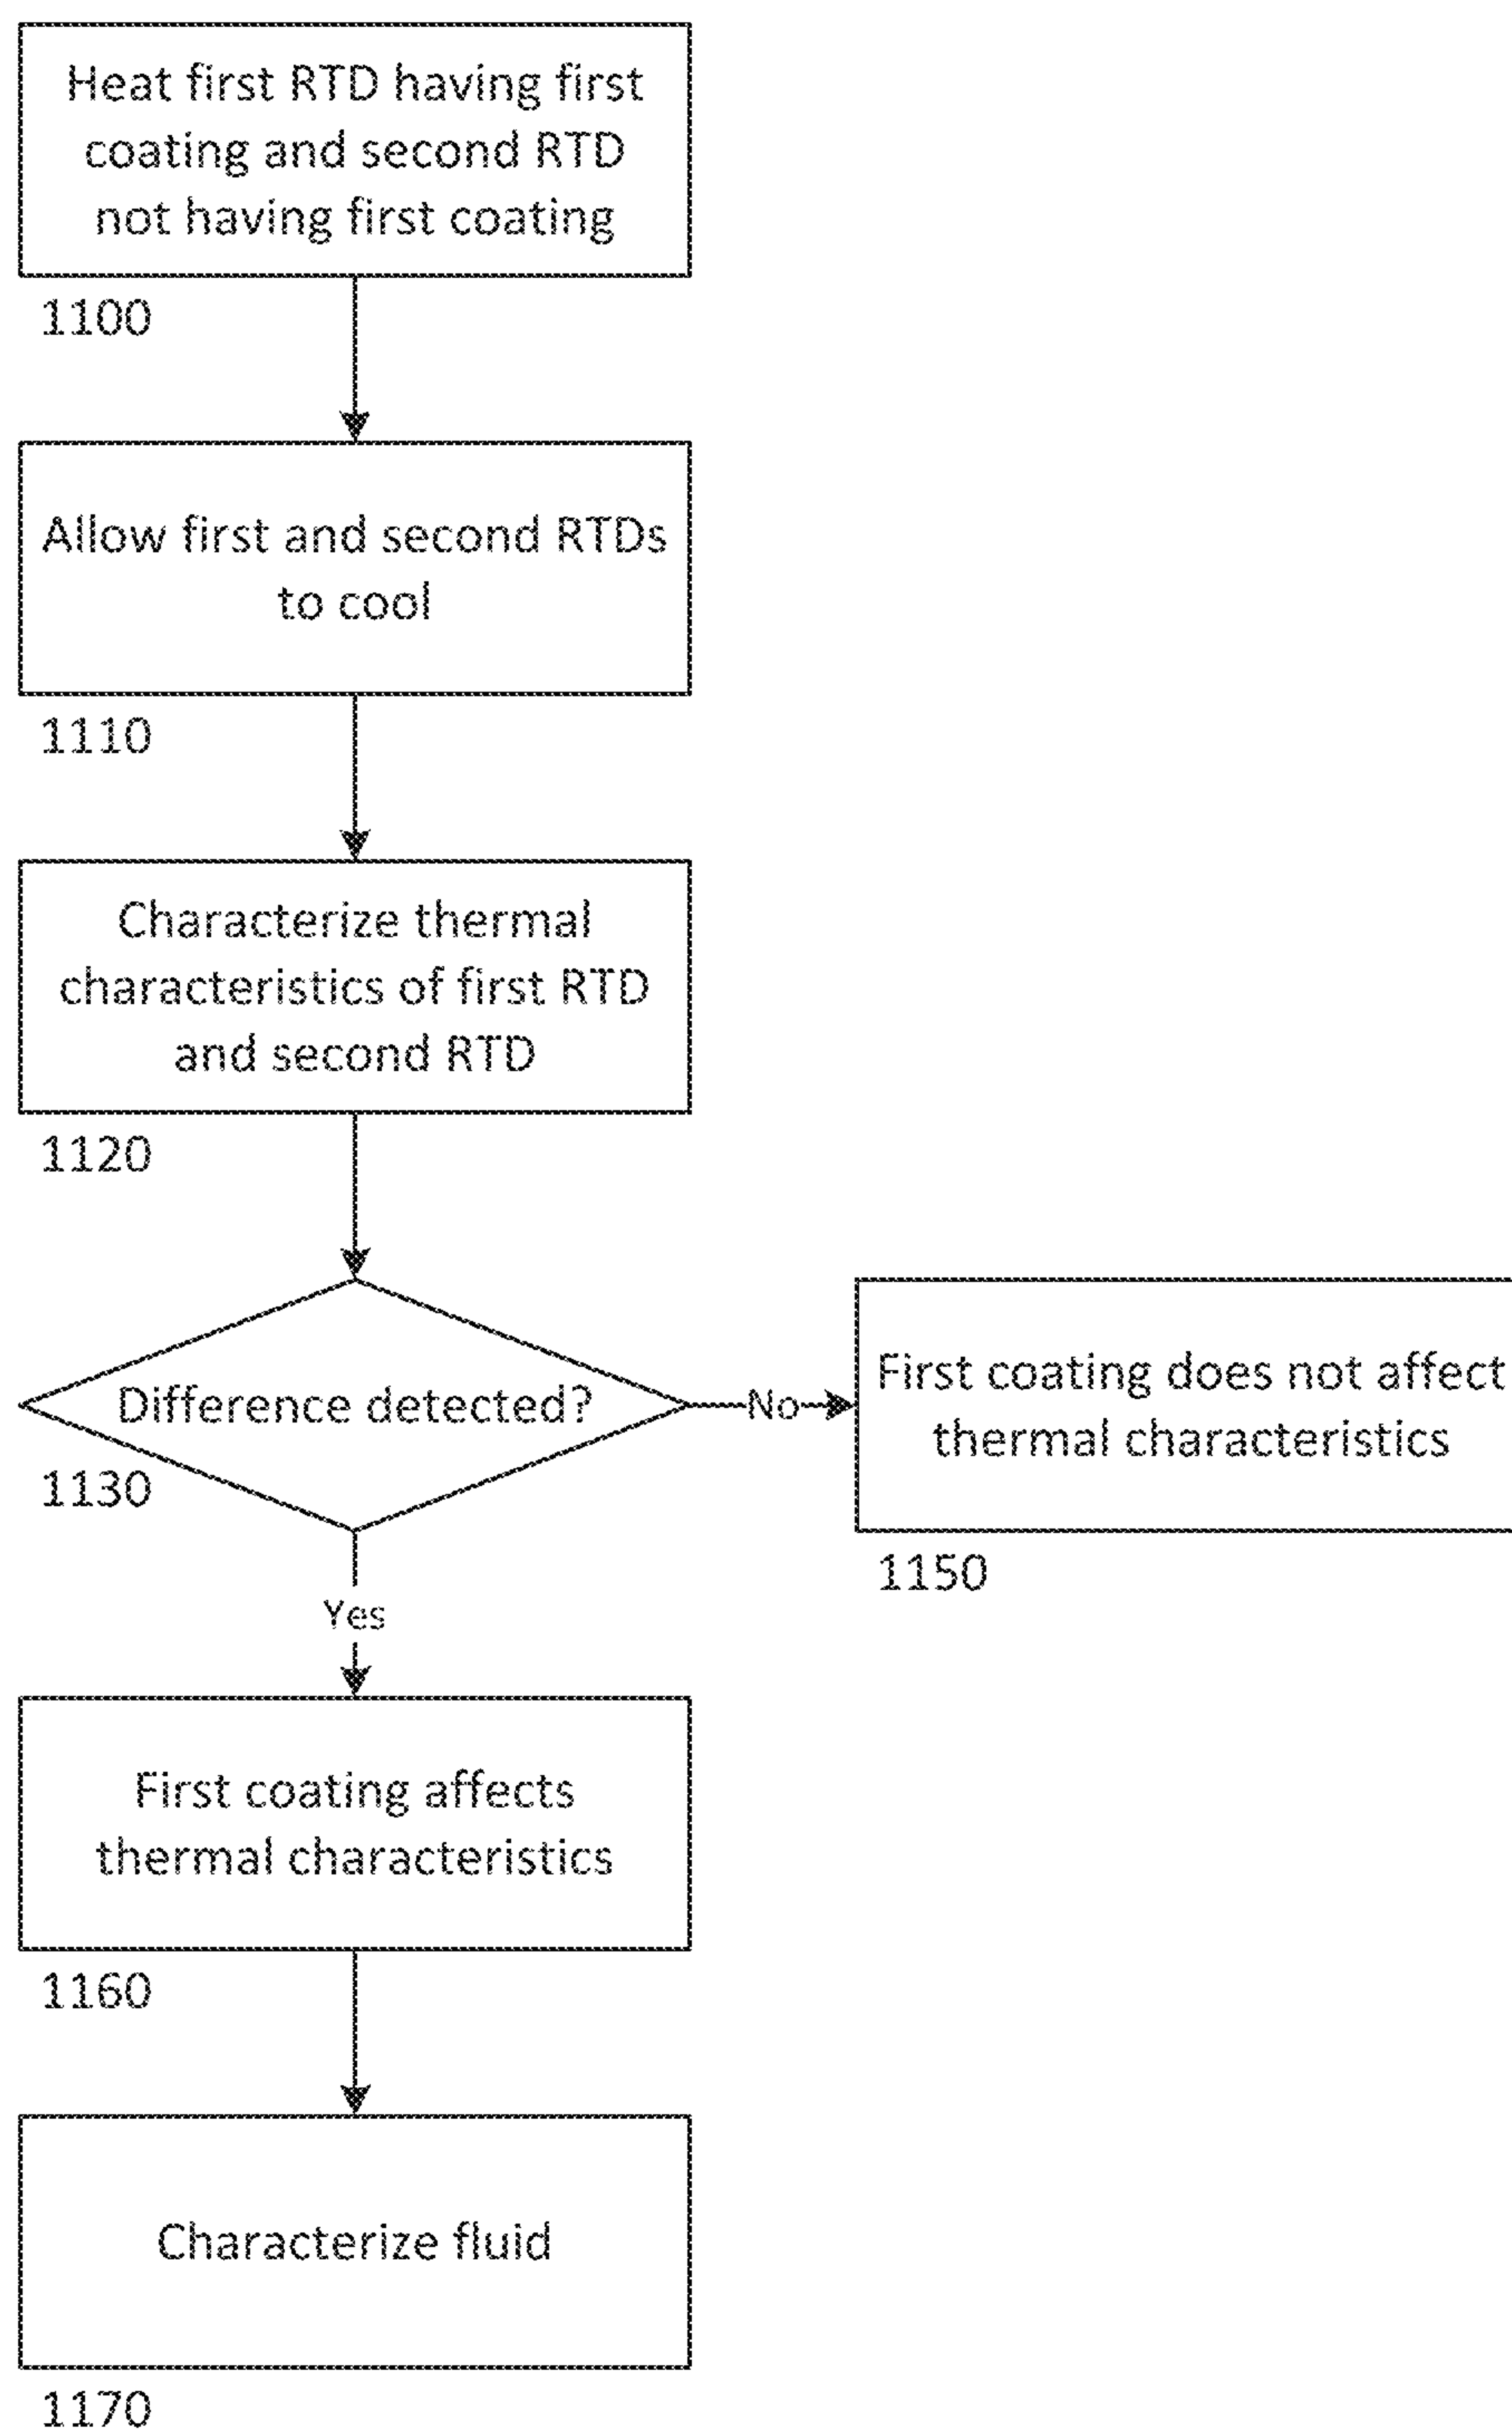 Heat first RTD having first
coating and second RTD
not having first coating
1100
Allow first and second RTDs
to cool
1110
Characterize thermal
characteristics of first RTD
and second RTD
1120
Difference detected?
1130
No
First coating does not affect
thermal characteristics
1150
Yes
First coating affects
thermal characteristics
1160
Characterize fluid
1170